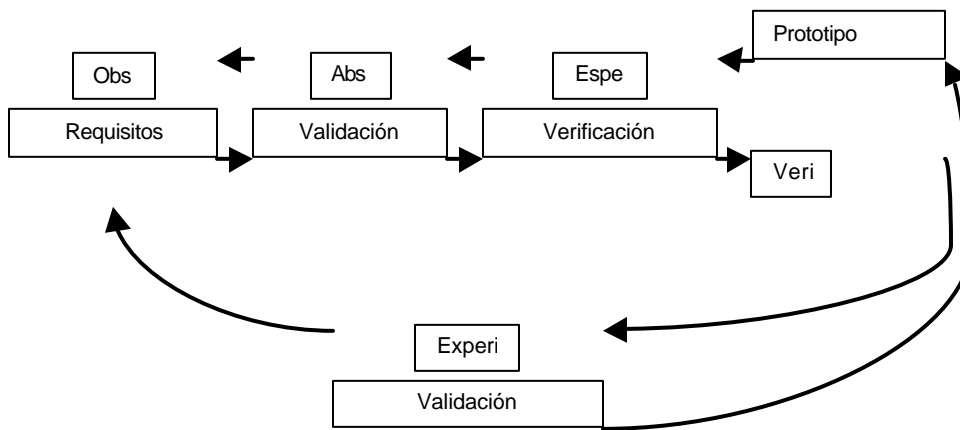 Prototipo
Obs
Abs
Espe
Requisitos
Validación
Verificación
Veri
Experi
Validación